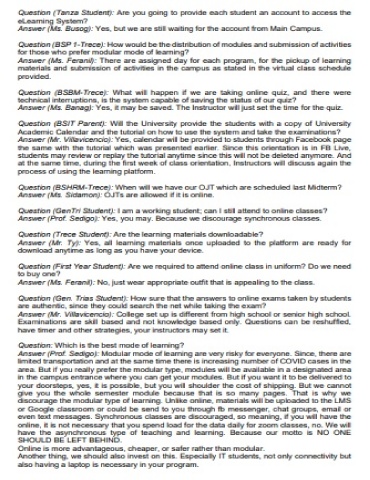 Question (Tanza Student): Are you going to provide each student an account to access the
eLearning System?
Answer (Ms. Busog): Yes, but we are still waiting for the account from Main Campus.
Question (BSP 1-Trece): How would be the distribution of modules and submission of activities
for those who prefer modular mode of learning?
Answer (Ms. Feranil): There are assigned day for each program, for the pickup of learning
materials and submission of activities in the campus as stated in the virtual class schedule
provided.
Question (BSBM-Trece): What will happen if we are taking online quiz, and there were
technical interruptions, is the system capable of saving the status of our quiz?
Answer (Ms. Banag): Yes, it may be saved. The Instructor will just set the time for the quiz.
Question (BSIT Parent): Will the University provide the students with a copy of University
Academic Calendar and the tutorial on how to use the system and take the examinations?
Answer (Mr. Villavicencio): Yes, calendar will be provided to students through Facebook page
the same with the tutorial which was presented earlier. Since this orientation is in FB Live,
students may review or replay the tutorial anytime since this will not be deleted anymore. And
at the same time, during the first week of class orientation, Instructors will discuss again the
process of using the learning platform.
Question (BSHRM-Trece): When will we have our OJT which are scheduled last Midterm?
Answer (Ms. Sidamon): OJTs are allowed if it is online.
Question (GenTri Student): I am a working student; can I still attend to online classes?
Answer (Prof. Sedigo): Yes, you may. Because we discourage synchronous classes.
Question (Trece Student): Are the learning materials downloadable?
Answer (Mr. Ty): Yes, all learning materials once uploaded to the platform are ready for
download anytime as long as you have your device.
Question (First Year Student): Are we required to attend online class in uniform? Do we need
to buy one?
Answer (Ms. Feranil): No, just wear appropriate outfit that is appealing to the class.
Question (Gen. Trias Student): How sure that the answers to online exams taken by students
are authentic, since they could search the net while taking the exam?
Answer (Mr. Villavicencio): College set up is different from high school or senior high school.
Examinations are skill based and not knowledge based only. Questions can be reshuffled,
have timer and other strategies, your instructors may set it.
Question: Which is the best mode of learning?
Answer (Prof. Sedigo): Modular mode of learning are very risky for everyone. Since, there are
limited transportation and at the same time there is increasing number of COVID cases in the
area. But if you really prefer the modular type, modules will be available in a designated area
in the campus entrance where you can get your modules. But if you want it to be delivered to
your doorsteps, yes, it is possible, but you will shoulder the cost of shipping. But we cannot
give you the whole semester module because that is so many pages. That is why we
discourage the modular type of learning. Unlike online, materials will be uploaded to the LMS
or Google classroom or could be send to you through fb messenger, chat groups, email or
even text messages. Synchronous classes are discouraged, so meaning, if you will have the
online, it is not necessary that you spend load for the data daily for zoom classes, no. We will
have the asynchronous type of teaching and learning. Because our motto is NO ONE
SHOULD BE LEFT BEHIND.
Online is more advantageous, cheaper, or safer rather than modular.
Another thing, we should also invest on this. Especially IT students, not only connectivity but
also having a laptop is necessary in your program.